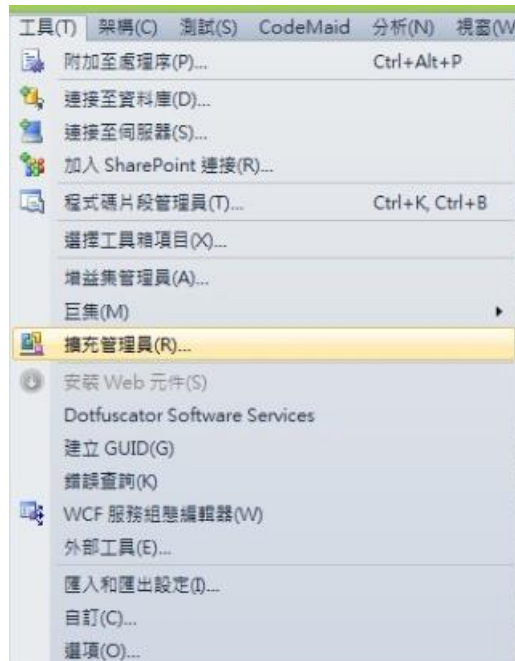 工具(T) 架構(C) 測試(S) CodeMaid 分析(N) 視窗(W
附加至處理序(P)... Ctrl+Alt+P
連接至資料庫(D)...
連接至伺服器(S)...
加入 SharePoint 連接(R)...
程式碼片段管理員(T)... Ctrl+K, Ctrl+B
選擇工具箱項目(X)...
增益集管理員(A)...
巨集(M)
擴充管理員(R)...
安裝 Web 元件(S)
Dotfuscator Software Services
建立 GUID(G)
錯誤查詢(K)
WCF 服務組態編輯器(W)
外部工具(E)...
匯入和匯出設定(I)...
自訂(C)...
選項(O)...